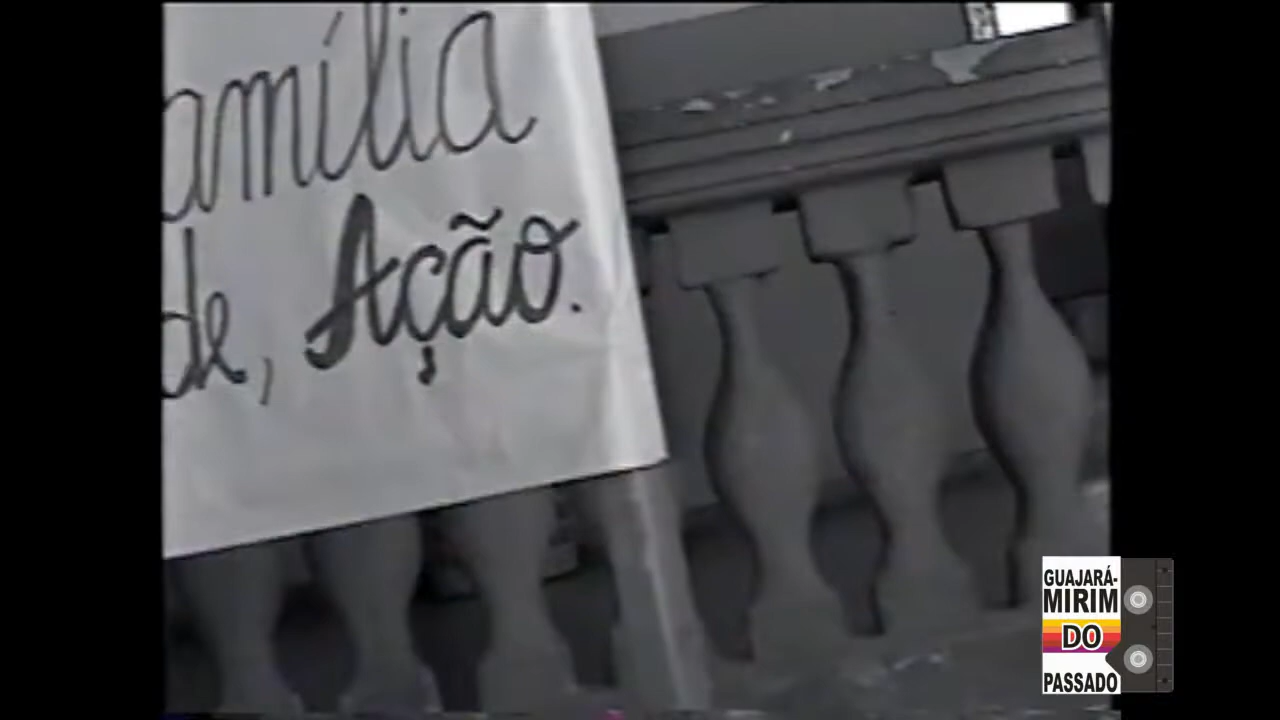 amília
de, Ação.
GUAJARÁ-
MIRIM
DO
PASSADO